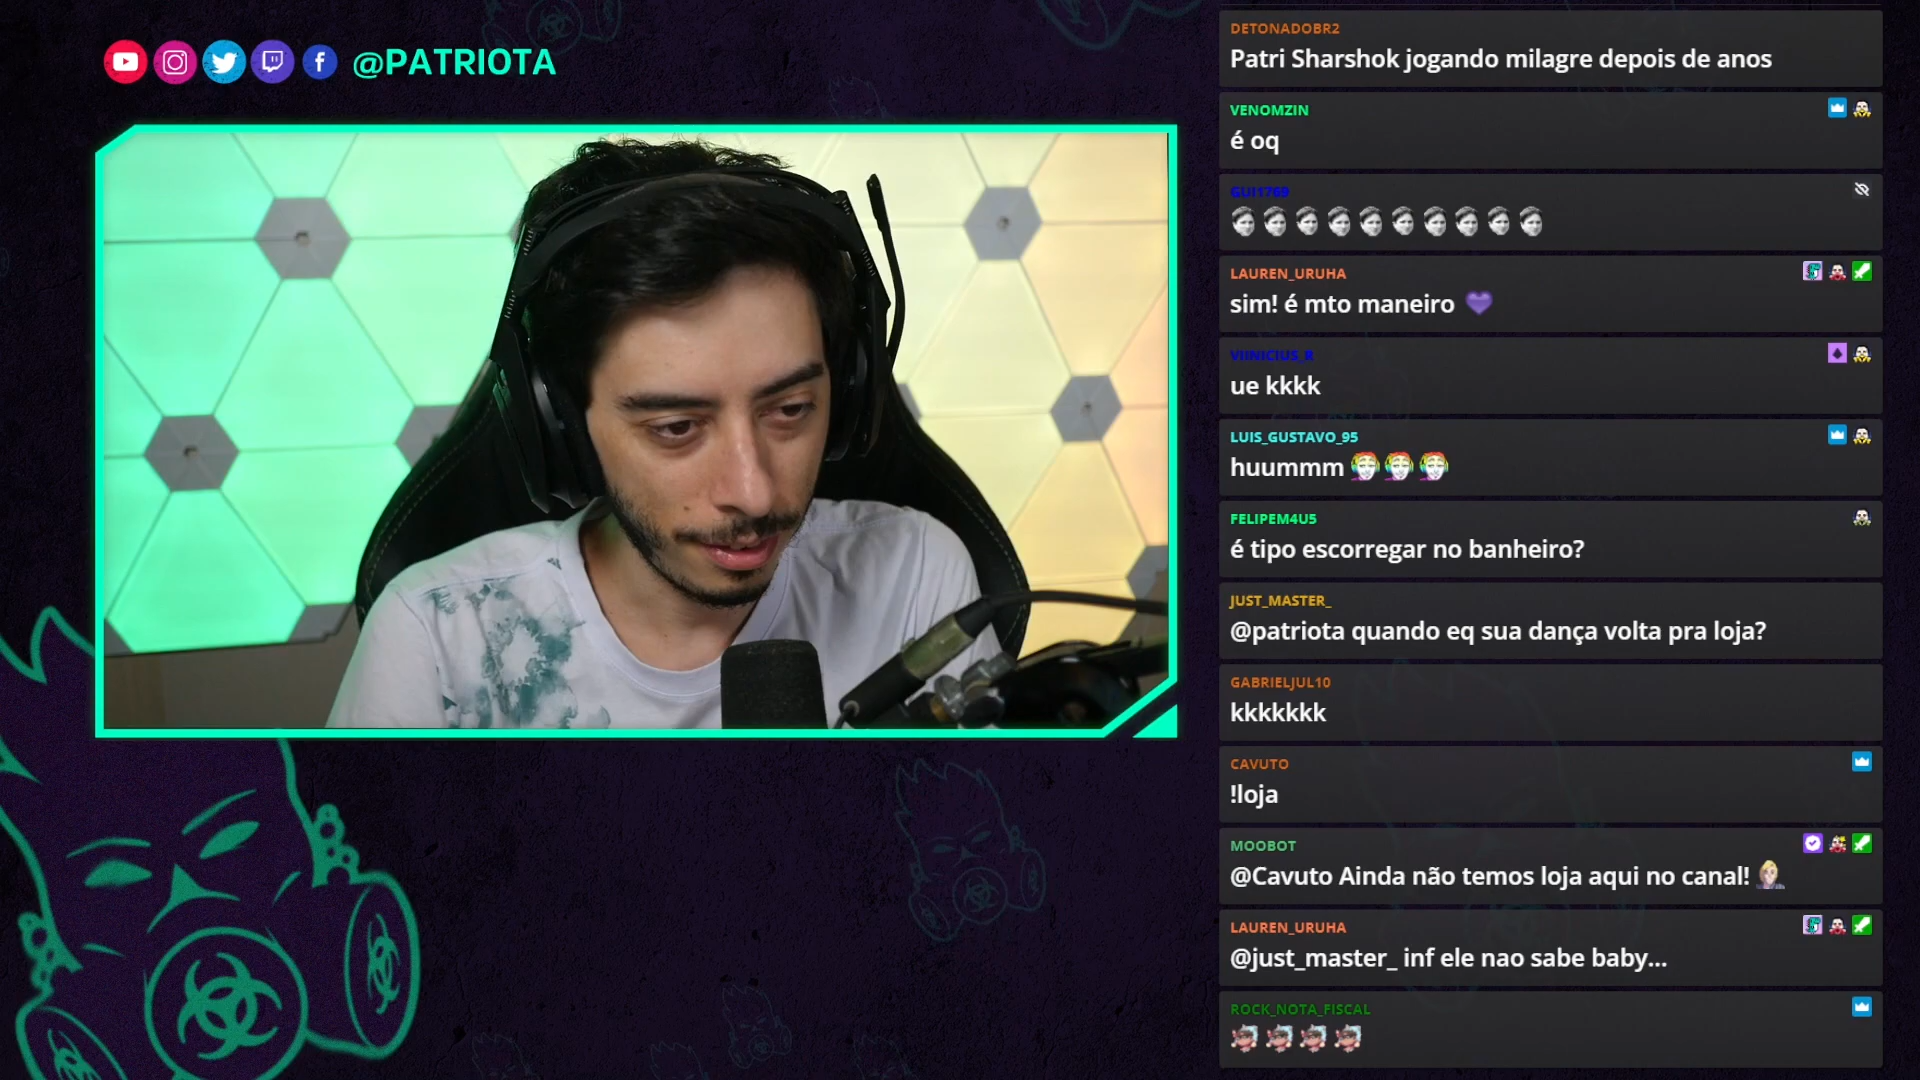 @PATRIOTA
DETONADOBR2
Patri Sharshok jogando milagre depois de anos
VENOMZIN
é oq
GUI1769
LAUREN_URUHA
sim! é mto maneiro
VIINICIUS_R
ue kkkk
LUIS_GUSTAVO_95
huummm
FELIPEM4U5
é tipo escorregar no banheiro?
JUST_MASTER_
@patriota quando eq sua dança volta pra loja?
GABRIELJUL10
kkkkkkk
CAVUTO
!loja
MOOBOT
@Cavuto Ainda não temos loja aqui no canal!
LAUREN_URUHA
@just_master_ inf ele nao sabe baby...
ROCK_NOTA_FISCAL